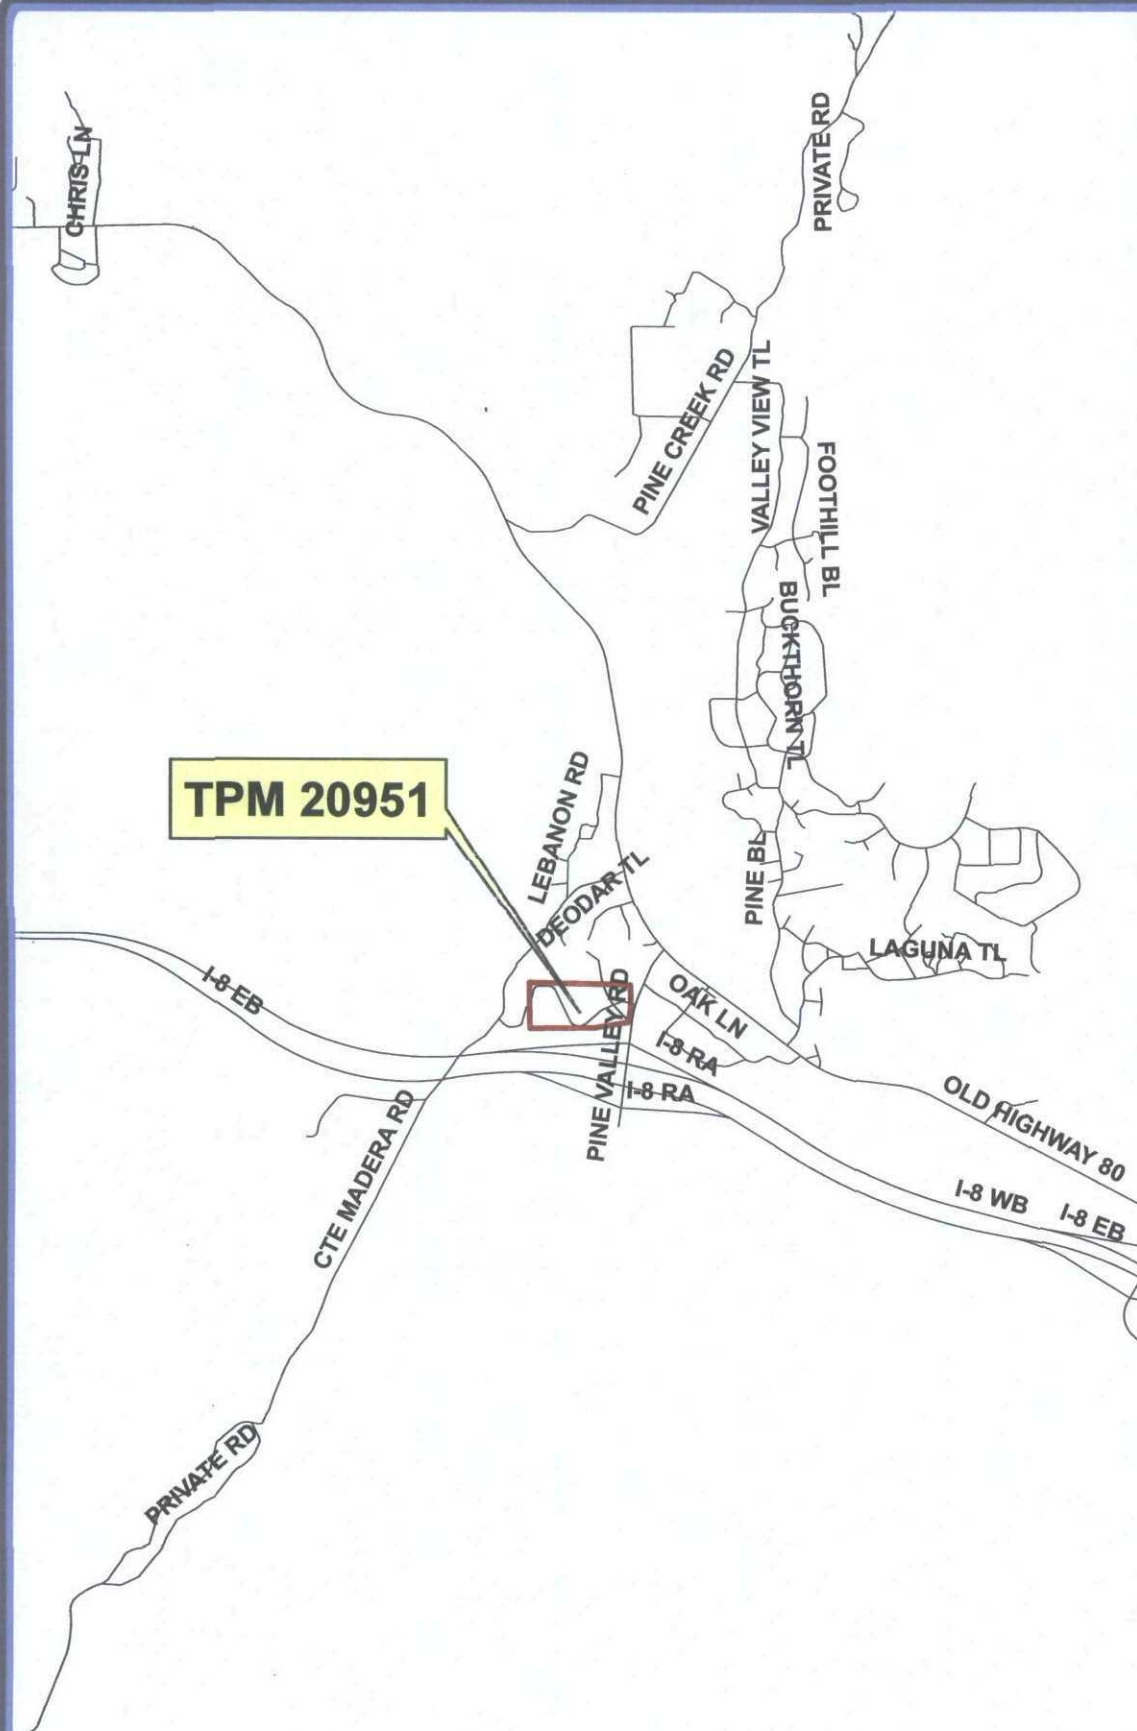 PRIVATE RD
CHRIS LN
PINE CREEK RD
VALLEY VIEW TL
FOOTHILL BL
BUCKTHORN TL
TPM 20951
LEBANON RD
DEODAR TL
PINE BL
LAGUNA TL
I-8 EB
OAK LN
PINE VALLEY RD
I-8 RA
I-8 RA
OLD HIGHWAY 80
CTE MADERA RD
I-8 WB
I-8 EB
PRIVATE RD